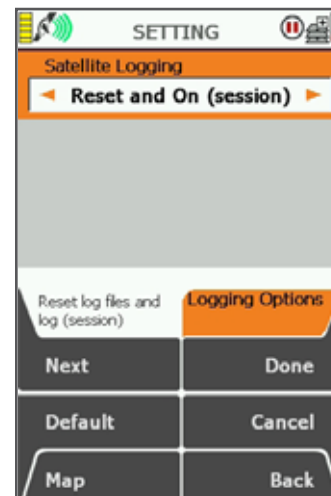 SETTING
Satellite Logging
Reset and On (session)
Reset log files and
log (session)
Logging Options
Next
Done
Default
Cancel
Map
Back